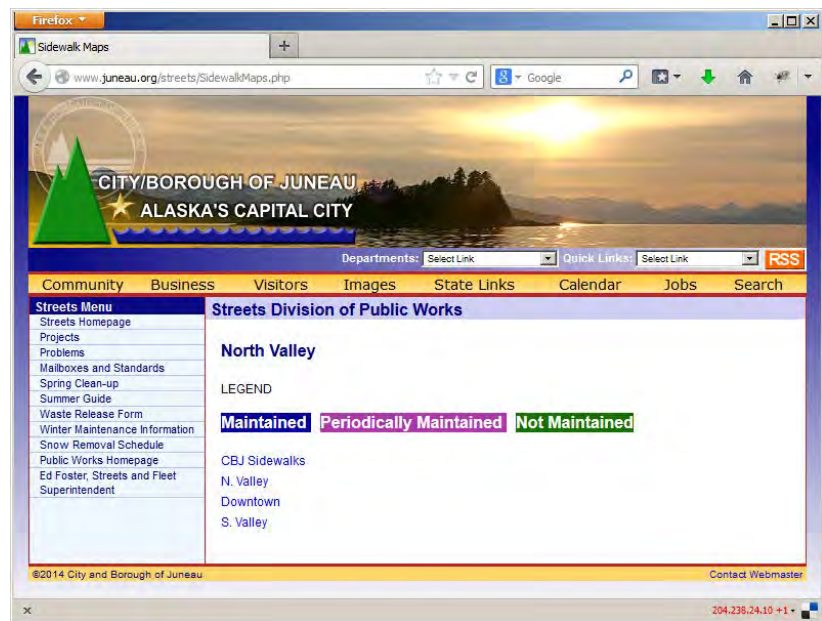 Firefox
Sidewalk Maps
www.juneau.org/streets/SidewalkMaps.php
Google
CITY/BOROUGH OF JUNEAU
ALASKA'S CAPITAL CITY
Departments: Select Link Quick Links: Select Link RSS
Community Business Visitors Images State Links Calendar Jobs Search
Streets Menu
Streets Homepage
Projects
Problems
Mailboxes and Standards
Spring Clean-up
Summer Guide
Waste Release Form
Winter Maintenance Information
Snow Removal Schedule
Public Works Homepage
Ed Foster, Streets and Fleet
Superintendent
Streets Division of Public Works
North Valley
LEGEND
Maintained Periodically Maintained Not Maintained
CBJ Sidewalks
N. Valley
Downtown
S. Valley
©2014 City and Borough of Juneau Contact Webmaster
x 204.238.24.10 +1